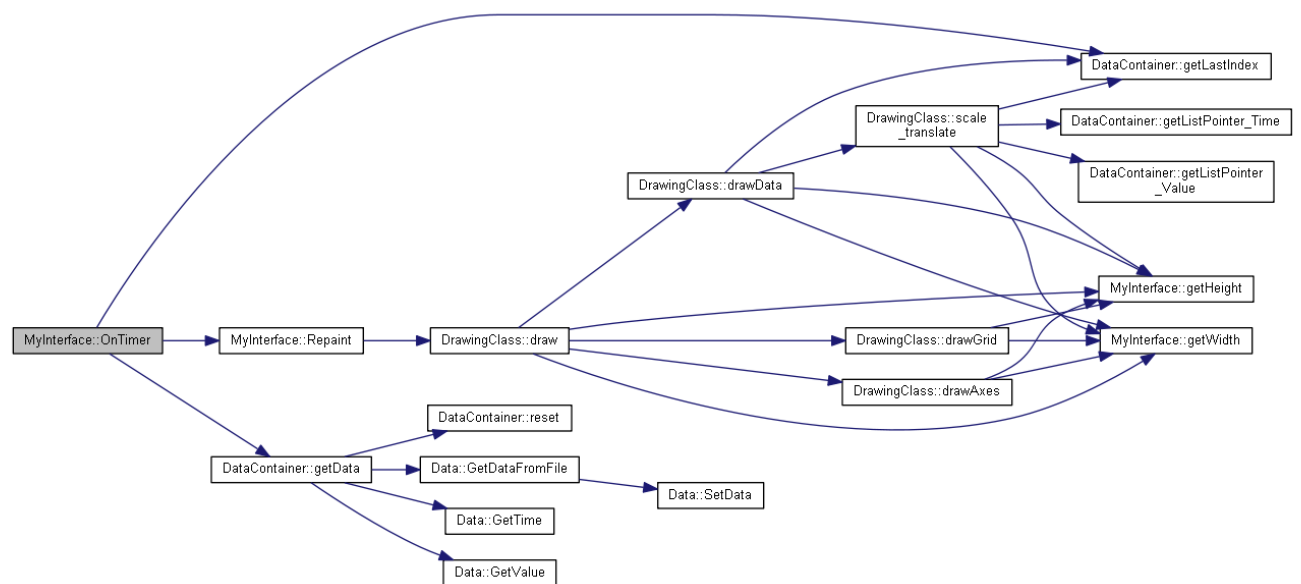 DataContainer::getLastIndex
DrawingClass::scale
_translate
DataContainer::getListPointer_Time
DataContainer::getListPointer
_Value
DrawingClass::drawData
MyInterface::getHeight
MyInterface::OnTimer
MyInterface::Repaint
DrawingClass::draw
DrawingClass::drawGrid
MyInterface::getWidth
DrawingClass::drawAxes
DataContainer::reset
DataContainer::getData
Data::GetDataFromFile
Data::SetData
Data::GetTime
Data::GetValue